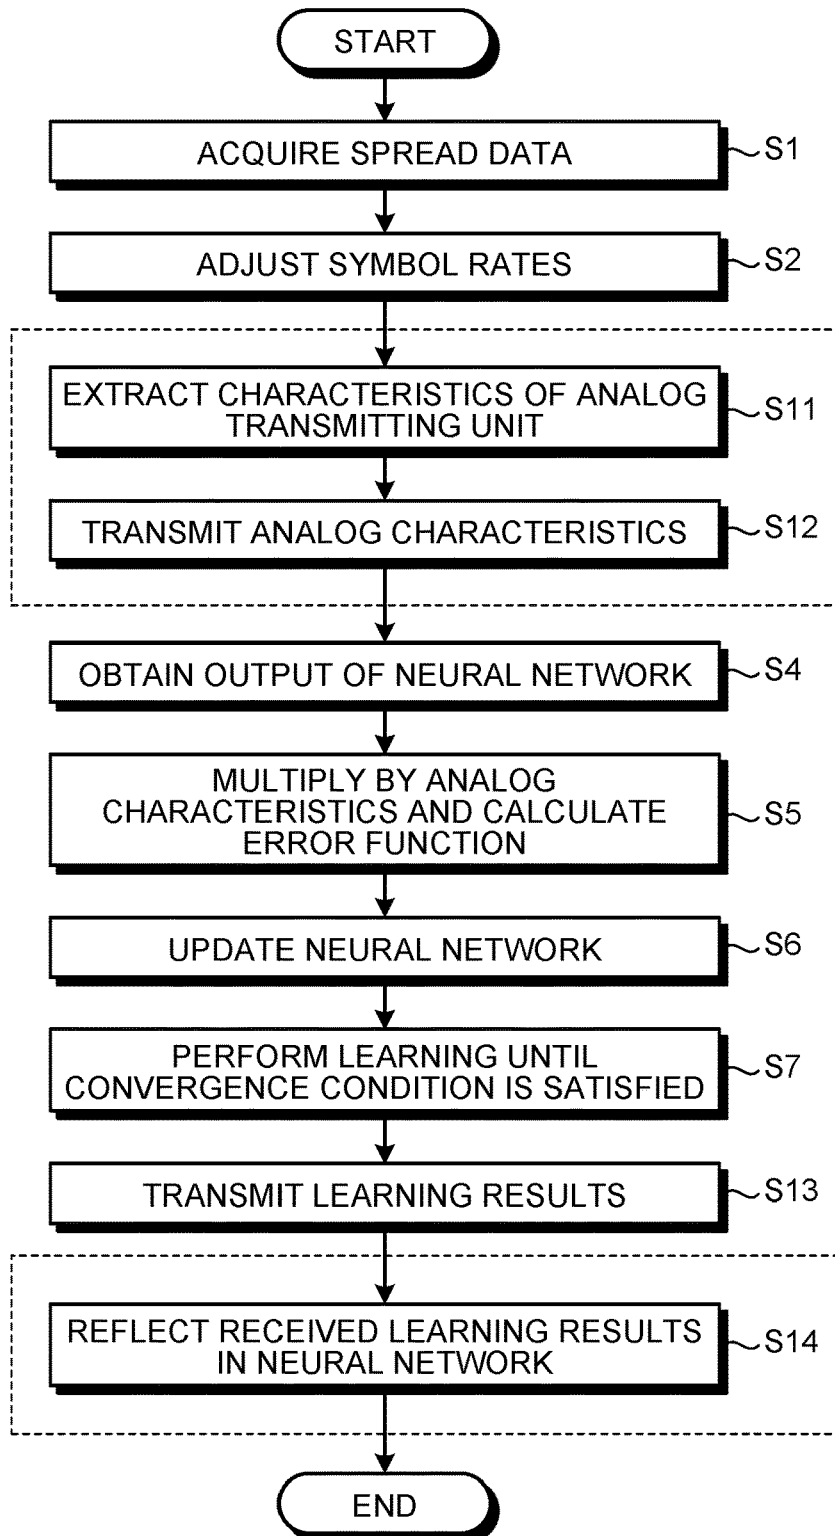 START
ACQUIRE SPREAD DATA
S1
ADJUST SYMBOL RATES
S2
EXTRACT CHARACTERISTICS OF ANALOG
TRANSMITTING UNIT
S11
TRANSMIT ANALOG CHARACTERISTICS
S12
OBTAIN OUTPUT OF NEURAL NETWORK
S4
MULTIPLY BY ANALOG
CHARACTERISTICS AND CALCULATE
ERROR FUNCTION
S5
UPDATE NEURAL NETWORK
S6
PERFORM LEARNING UNTIL
CONVERGENCE CONDITION IS SATISFIED
S7
TRANSMIT LEARNING RESULTS
S13
REFLECT RECEIVED LEARNING RESULTS
IN NEURAL NETWORK
S14
END